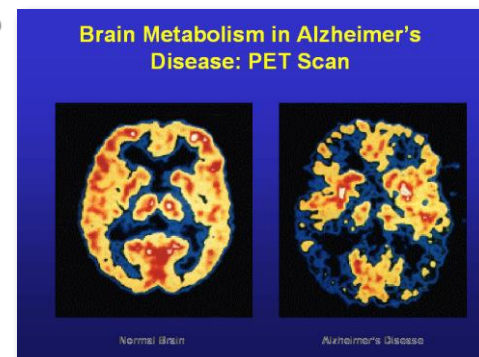 Brain Metabolism in Alzheimer's
Disease: PET Scan
Normal Brain
Alzheimer's Disease